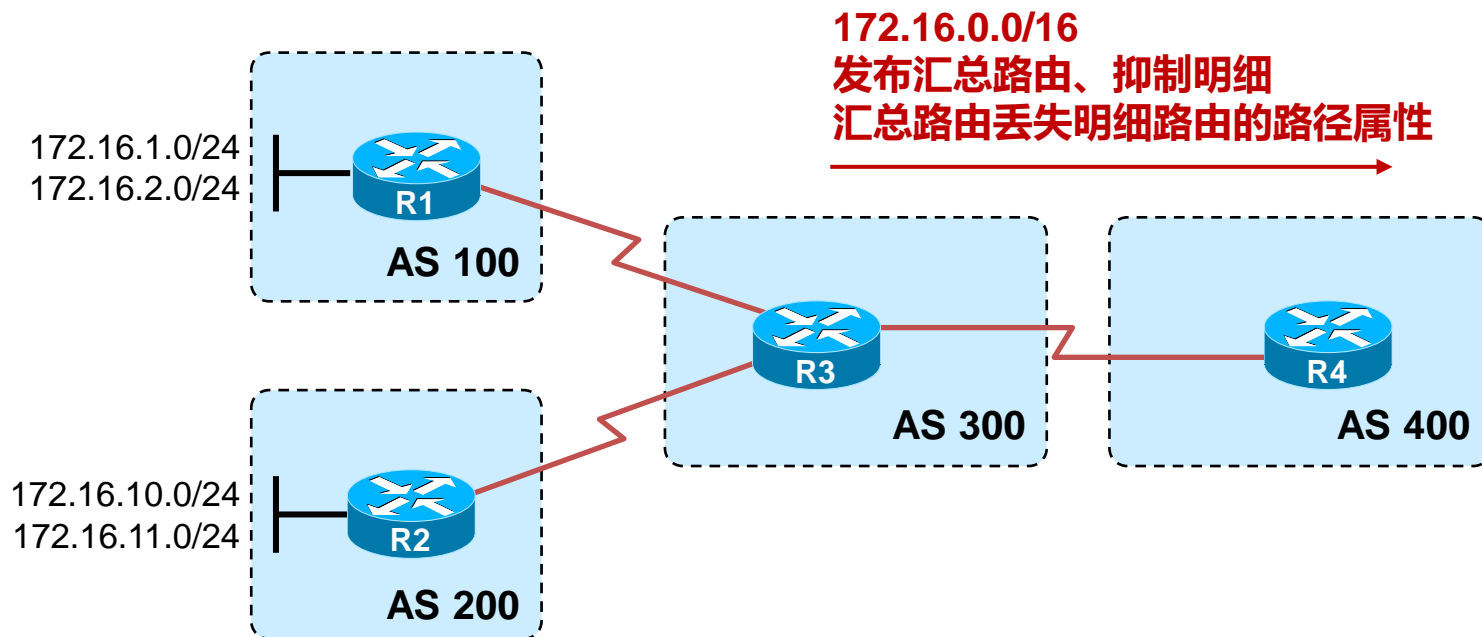 172.16.0.0/16
发布汇总路由、抑制明细
汇总路由丢失明细路由的路径属性
172.16.1.0/24
172.16.2.0/24
R1
AS 100
R3
AS 300
R4
AS 400
172.16.10.0/24
172.16.11.0/24
R2
AS 200